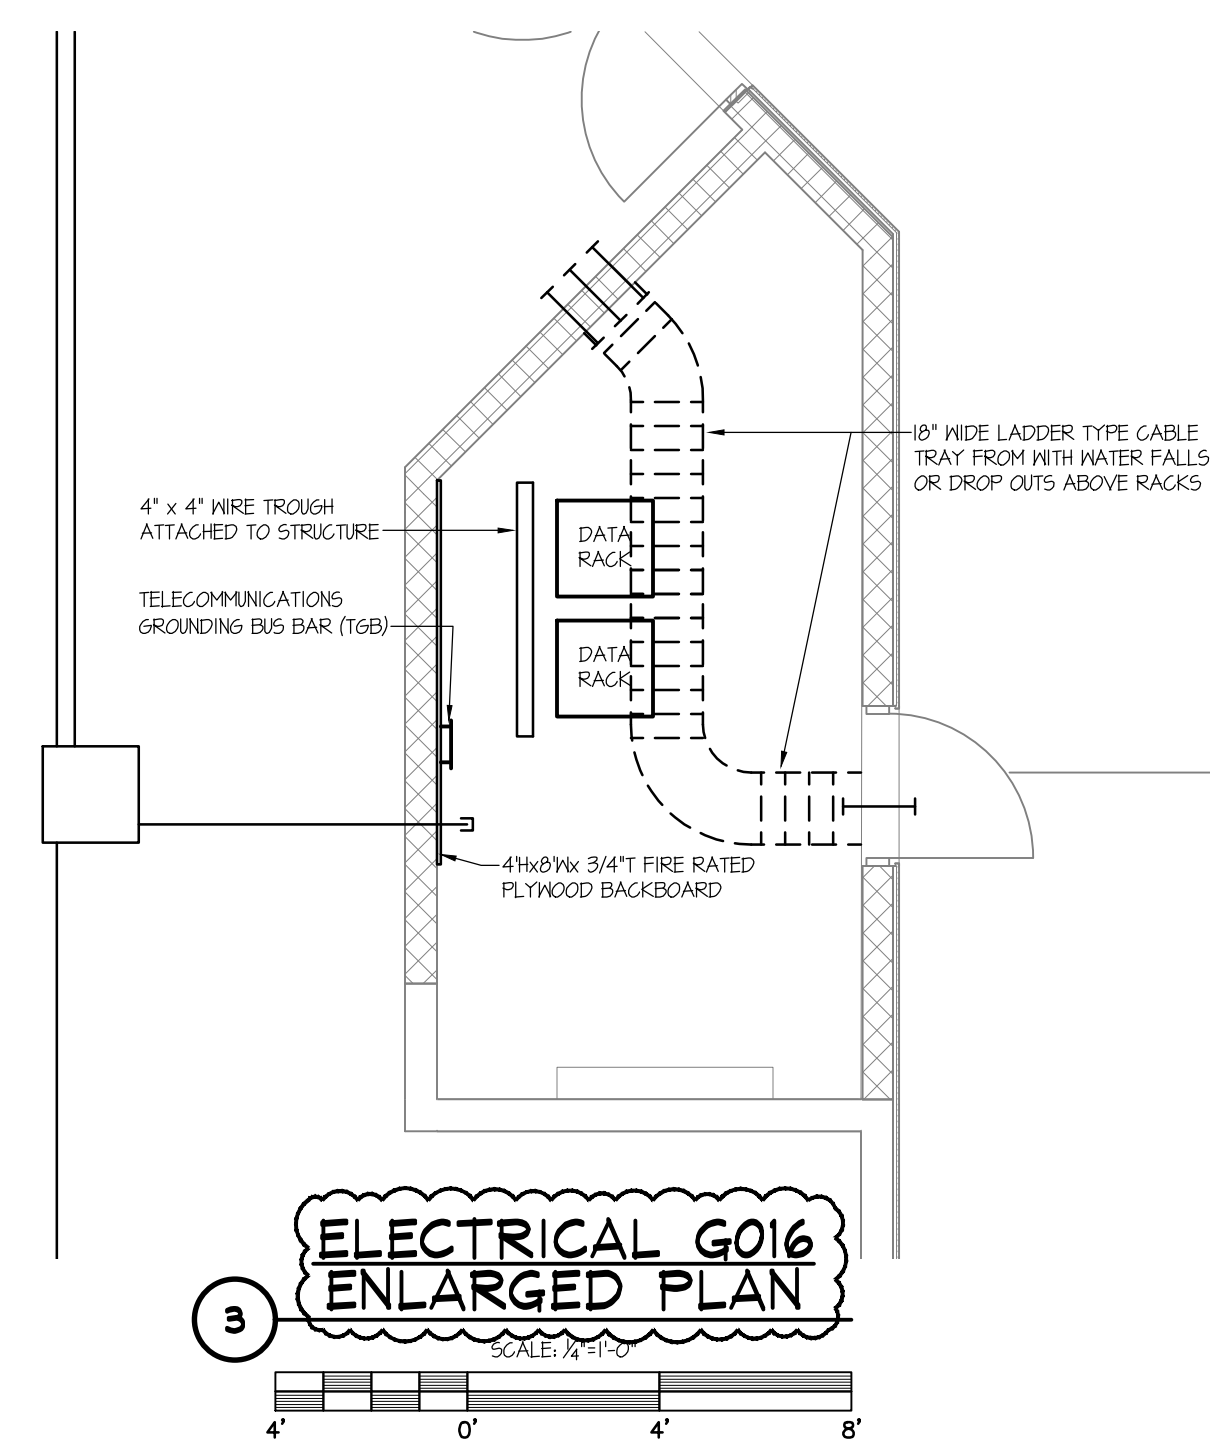 18" WIDE LADDER TYPE CABLE
TRAY FROM WITH WATER FALLS
OR DROP OUTS ABOVE RACKS
4" x 4" WIRE TROUGH
ATTACHED TO STRUCTURE
DATA
RACK
TELECOMMUNICATIONS
GROUNDING BUS BAR (TGB)
DATA
RACK
4'Hx8'Wx 3/4"T FIRE RATED
PLYWOOD BACKBOARD
ELECTRICAL G016
ENLARGED PLAN
3
SCALE: 1/4"=1'-0"
4' 0' 4' 8'